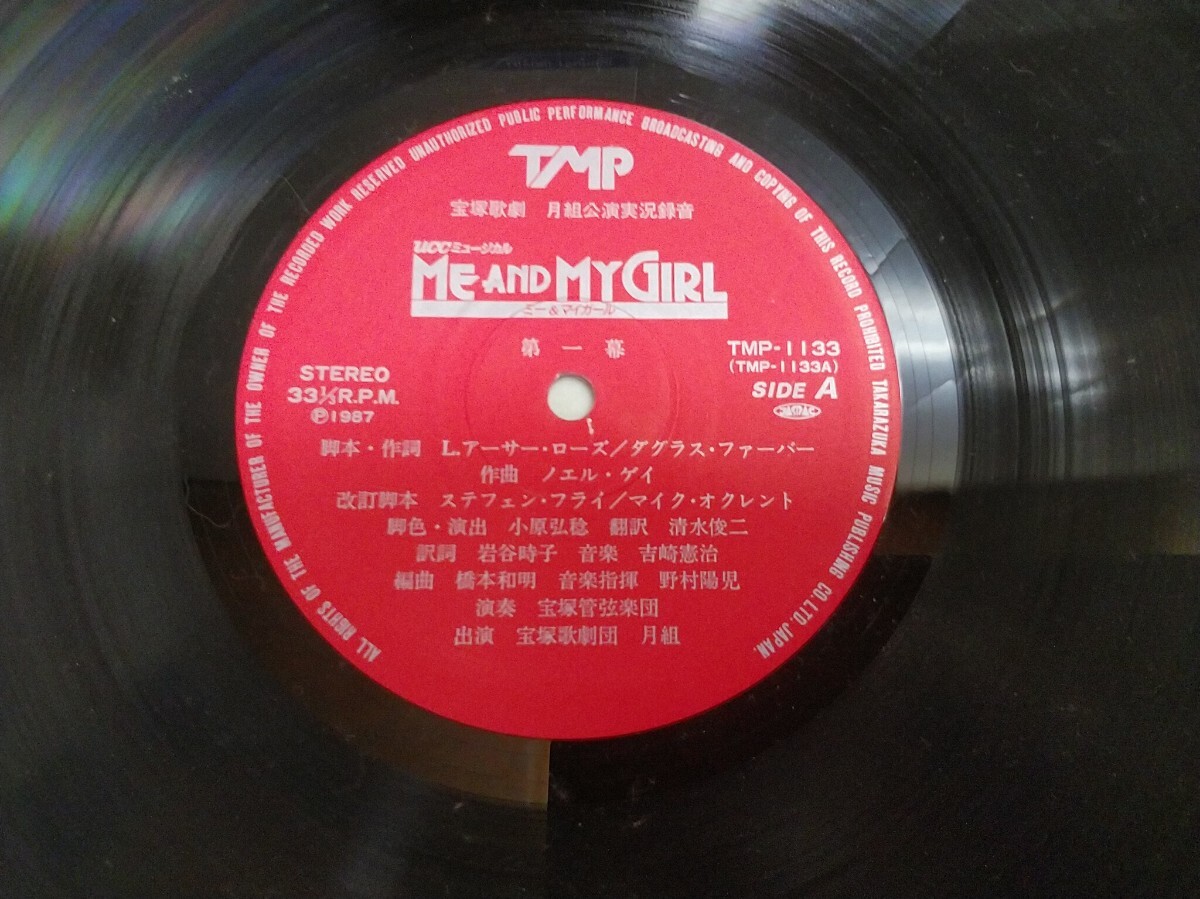 ALL RIGHTS OF THE MANUFACTURER OF THE OWNER OF THE RECORDED WORK RESERVED UNAUTHORIZED PUBLIC PERFORMANCE BROADCASTING AND COPYING OF THIS RECORD PROHIBITED TAKARAZUKA MUSIC PUBLISHING CO.LTD.JAPAN.
TMP
宝塚歌劇 月組公演実況録音
UCCミュージカル
ME AND MY GIRL
ミー&マイガール
第一幕
TMP-1133
(TMP-1133A)
SIDE A
JASRAC
STEREO
33⅓R.P.M.
Ⓟ1987
脚本・作詞 L.アーサー・ローズ/ダグラス・ファーバー
作曲 ノエル・ゲイ
改訂脚本 ステフェン・フライ/マイク・オクレント
脚色・演出 小原弘稔 翻訳 清水俊二
訳詞 岩谷時子 音楽 吉崎憲治
編曲 橋本和明 音楽指揮 野村陽児
演奏 宝塚管弦楽団
出演 宝塚歌劇団 月組